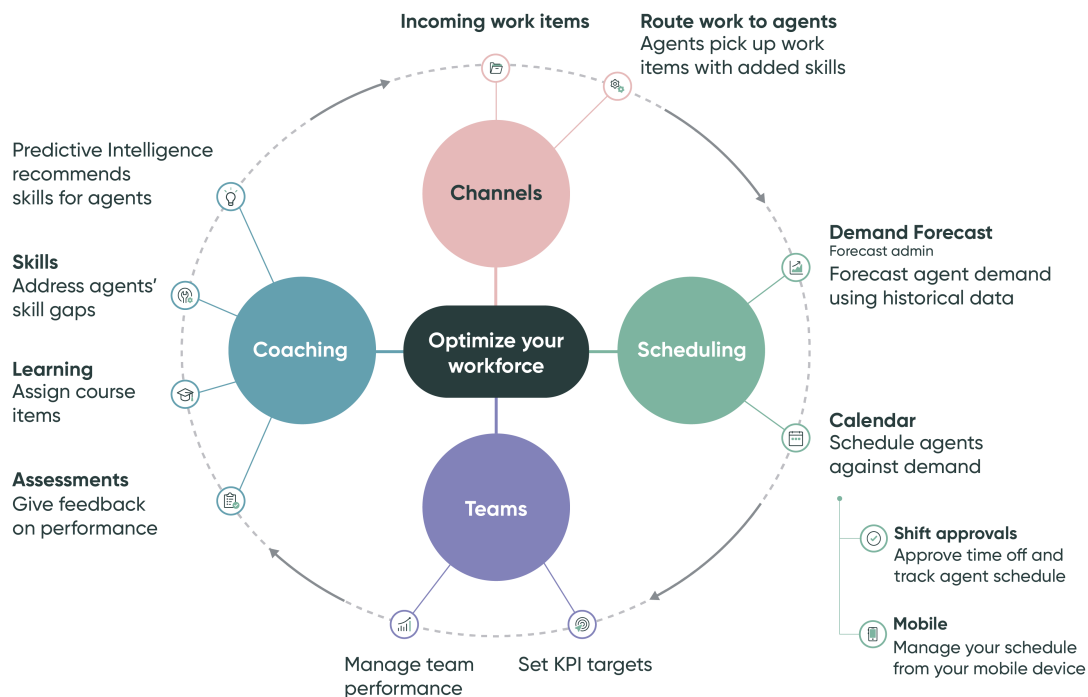 Incoming work items
Route work to agents
Agents pick up work
items with added skills
Channels
Predictive Intelligence
recommends
skills for agents
Skills
Address agents’
skill gaps
Learning
Assign course
items
Assessments
Give feedback
on performance
Coaching
Optimize your
workforce
Scheduling
Demand Forecast
Forecast admin
Forecast agent demand
using historical data
Calendar
Schedule agents
against demand
Shift approvals
Approve time off and
track agent schedule
Mobile
Manage your schedule
from your mobile device
Teams
Manage team
performance
Set KPI targets